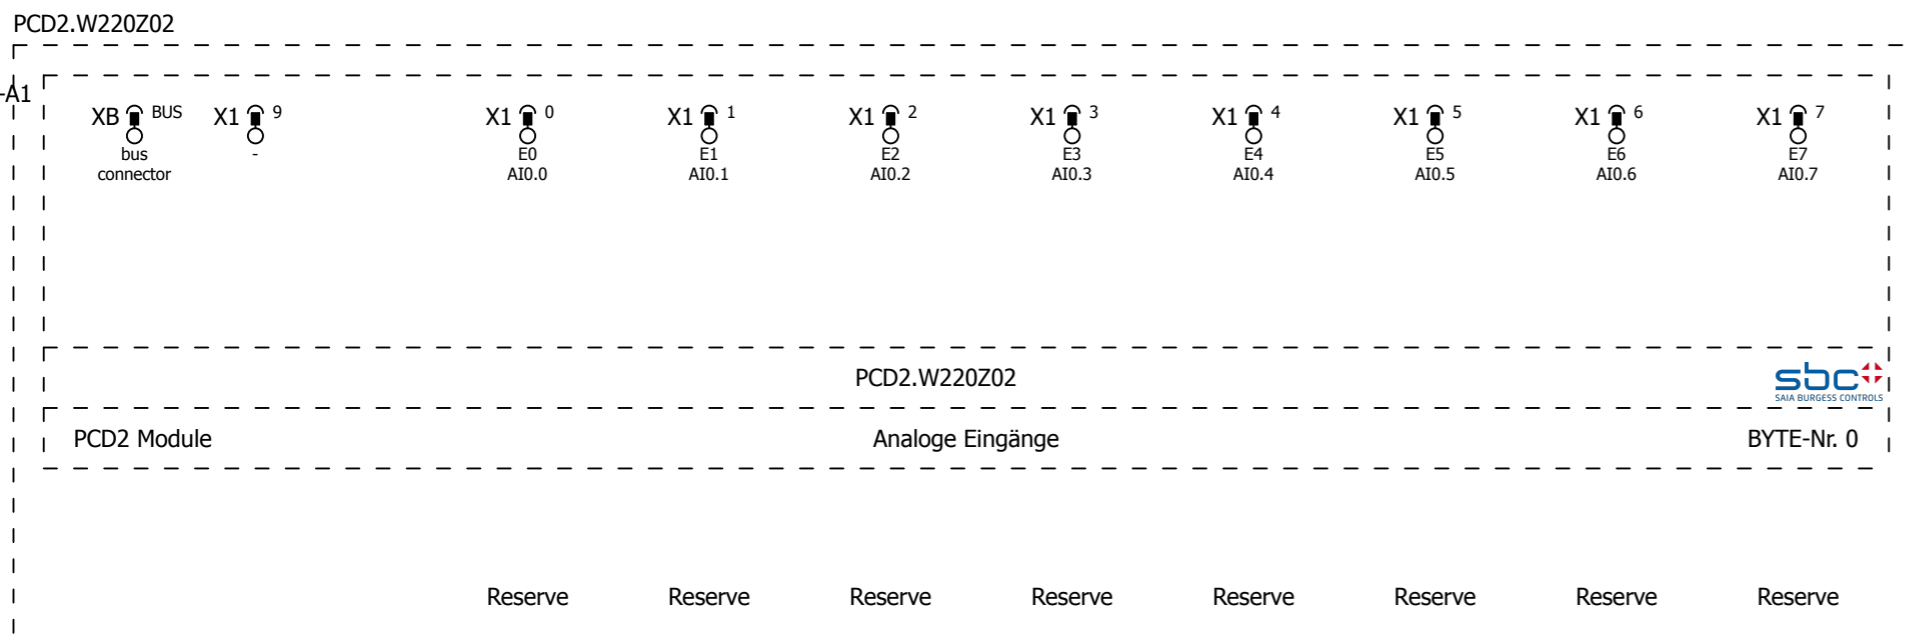 PCD2.W220Z02
-A1
XB BUS X1 9 X1 0 X1 1 X1 2 X1 3 X1 4 X1 5 X1 6 X1 7
bus - E0 E1 E2 E3 E4 E5 E6 E7
connector AI0.0 AI0.1 AI0.2 AI0.3 AI0.4 AI0.5 AI0.6 AI0.7
PCD2.W220Z02
sbc
SAIA BURGESS CONTROLS
PCD2 Module Analoge Eingänge BYTE-Nr. 0
Reserve Reserve Reserve Reserve Reserve Reserve Reserve Reserve